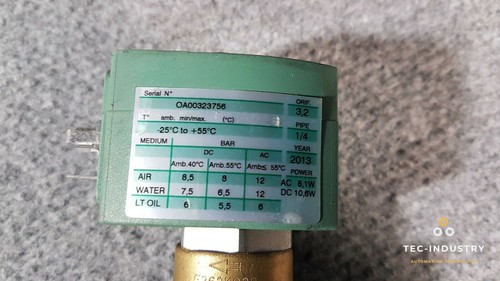 Serial N°
OA00323756
ORIF
3,2
T° amb. min/max. (°C)
-25°C to +55°C
PIPE
1/4
MEDIUM BAR
YEAR
2013
DC AC
Amb.40°C Amb.55°C Amb≤ 55°C
POWER
AIR 8,5 8 12
AC 8,1W
WATER 7,5 6,5 12
DC 10,6W
LT OIL 6 5,5 6
TEC-INDUSTRY